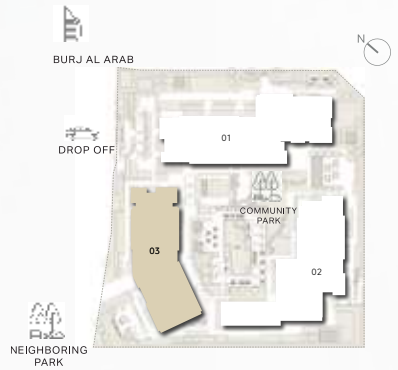 N
BURJ AL ARAB
DROP OFF
01
COMMUNITY
PARK
03
02
NEIGHBORING
PARK